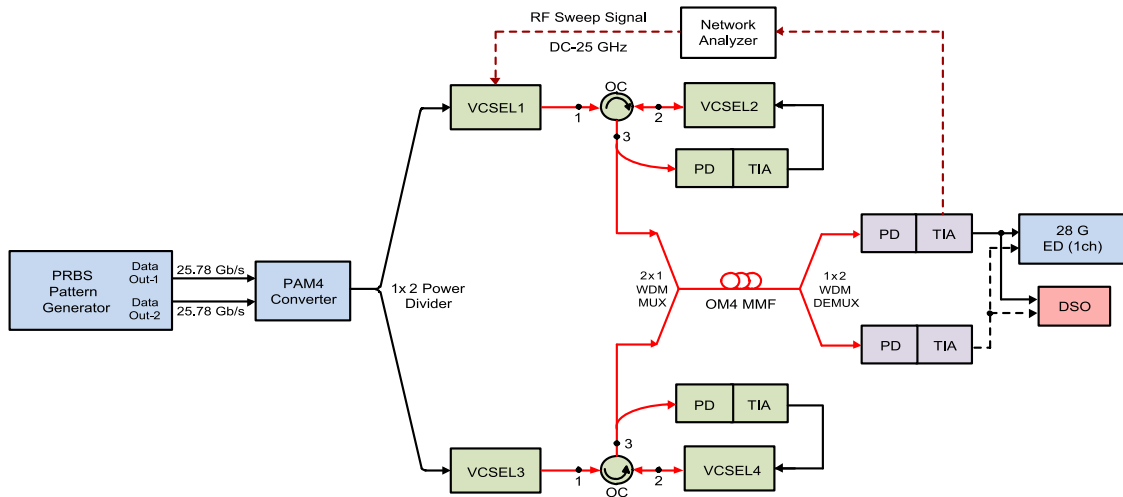 RF Sweep Signal
DC-25 GHz
Network
Analyzer
VCSEL1
OC
1
2
3
VCSEL2
PD
TIA
PRBS
Pattern
Generator
Data
Out-1
Data
Out-2
25.78 Gb/s
25.78 Gb/s
PAM4
Converter
1x 2 Power
Divider
2x1
WDM
MUX
OM4 MMF
1x2
WDM
DEMUX
PD
TIA
28 G
ED (1ch)
DSO
PD
TIA
PD
TIA
VCSEL3
1
3
2
OC
VCSEL4